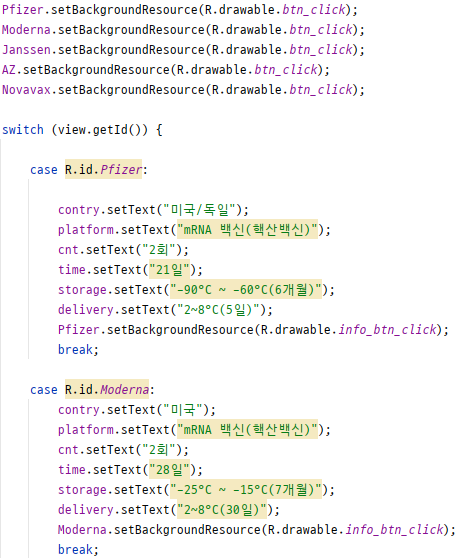 Pfizer.setBackgroundResource(R.drawable.btn_click);
Moderna.setBackgroundResource(R.drawable.btn_click);
Janssen.setBackgroundResource(R.drawable.btn_click);
AZ.setBackgroundResource(R.drawable.btn_click);
Novavax.setBackgroundResource(R.drawable.btn_click);
switch (view.getId()) {
case R.id.Pfizer:
contry.setText("미국/독일");
platform.setText("mRNA 백신(핵산백신)");
cnt.setText("2회");
time.setText("21일");
storage.setText("-90°C ~ -60°C(6개월)");
delivery.setText("2~8°C(5일)");
Pfizer.setBackgroundResource(R.drawable.info_btn_click);
break;
case R.id.Moderna:
contry.setText("미국");
platform.setText("mRNA 백신(핵산백신)");
cnt.setText("2회");
time.setText("28일");
storage.setText("-25°C ~ -15°C(7개월)");
delivery.setText("2~8°C(30일)");
Moderna.setBackgroundResource(R.drawable.info_btn_click);
break;